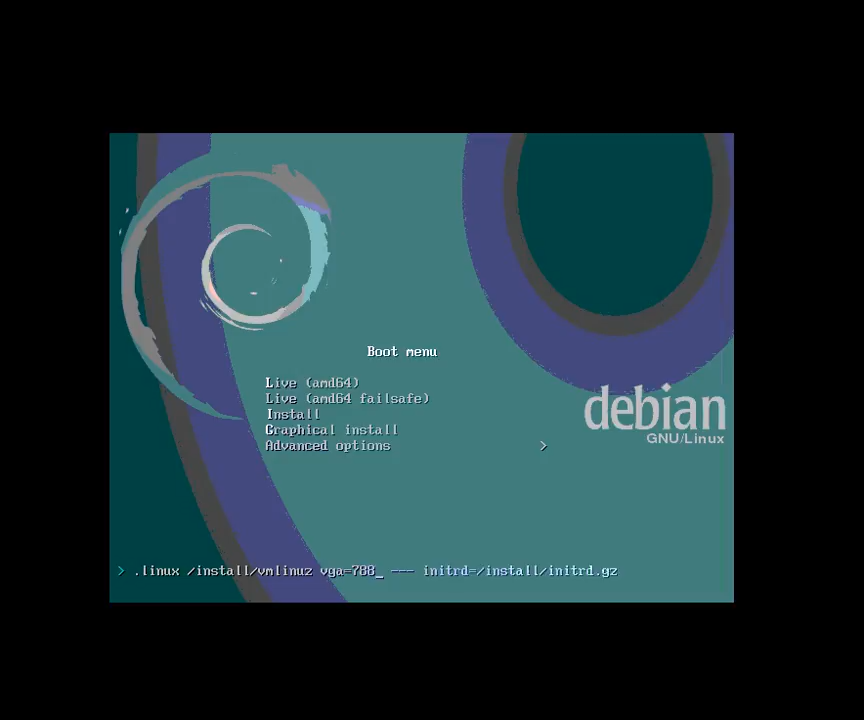 Boot menu
Live (amd64)
Live (amd64 failsafe)
Install
Graphical install
Advanced options >
debian
GNU/Linux
> .linux /install/vmlinuz vga=788_ --- initrd=/install/initrd.gz